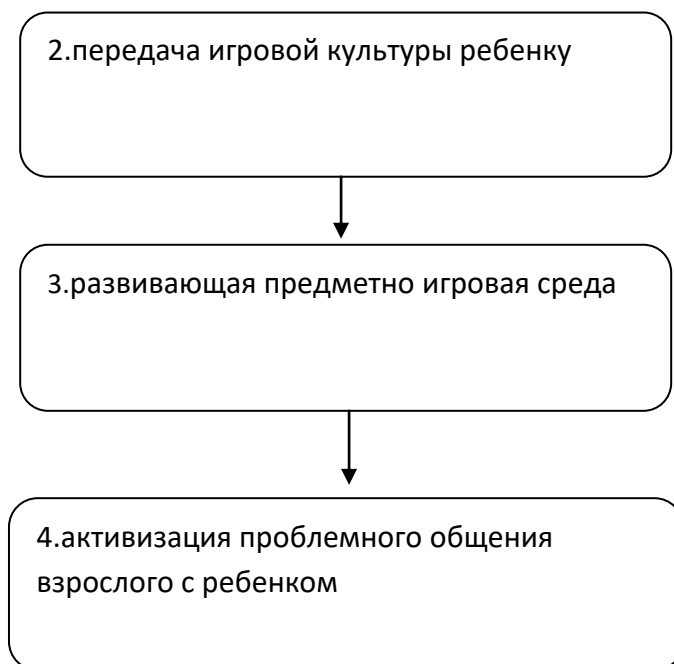 2.передача игровой культуры ребенку
3.развивающая предметно игровая среда
4.активизация проблемного общения
взрослого с ребенком